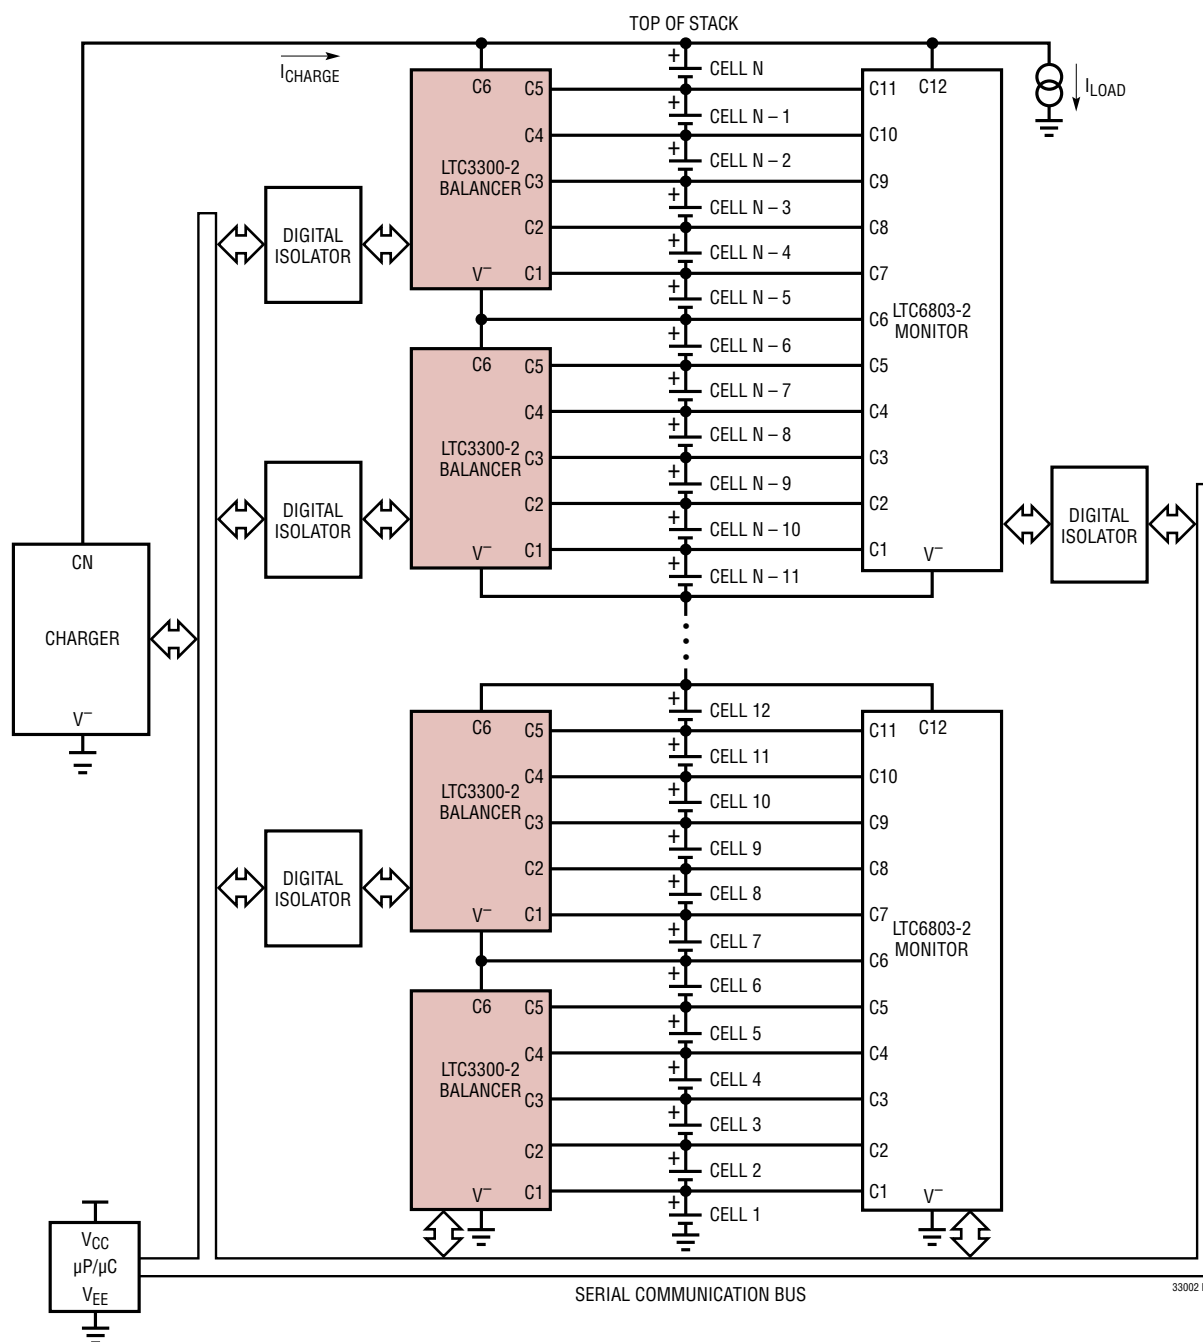 TOP OF STACK
ICHARGE
C6
C5
C4
C3
C2
C1
V–
LTC3300-2
BALANCER
+
CELL N
+
CELL N – 1
+
CELL N – 2
+
CELL N – 3
+
CELL N – 4
+
CELL N – 5
C12
C11
C10
C9
C8
C7
C6
LTC6803-2
MONITOR
C5
C4
C3
C2
C1
V–
ILOAD
DIGITAL
ISOLATOR
C6
C5
C4
C3
C2
C1
V–
LTC3300-2
BALANCER
+
CELL N – 6
+
CELL N – 7
+
CELL N – 8
+
CELL N – 9
+
CELL N – 10
+
CELL N – 11
DIGITAL
ISOLATOR
DIGITAL
ISOLATOR
CN
CHARGER
V–
C6
C5
C4
C3
C2
C1
V–
LTC3300-2
BALANCER
+
CELL 12
+
CELL 11
+
CELL 10
+
CELL 9
+
CELL 8
+
CELL 7
C12
C11
C10
C9
C8
C7
C6
LTC6803-2
MONITOR
C5
C4
C3
C2
C1
V–
DIGITAL
ISOLATOR
C6
C5
C4
C3
C2
C1
V–
LTC3300-2
BALANCER
+
CELL 6
+
CELL 5
+
CELL 4
+
CELL 3
+
CELL 2
+
CELL 1
VCC
µP/µC
VEE
SERIAL COMMUNICATION BUS
33002